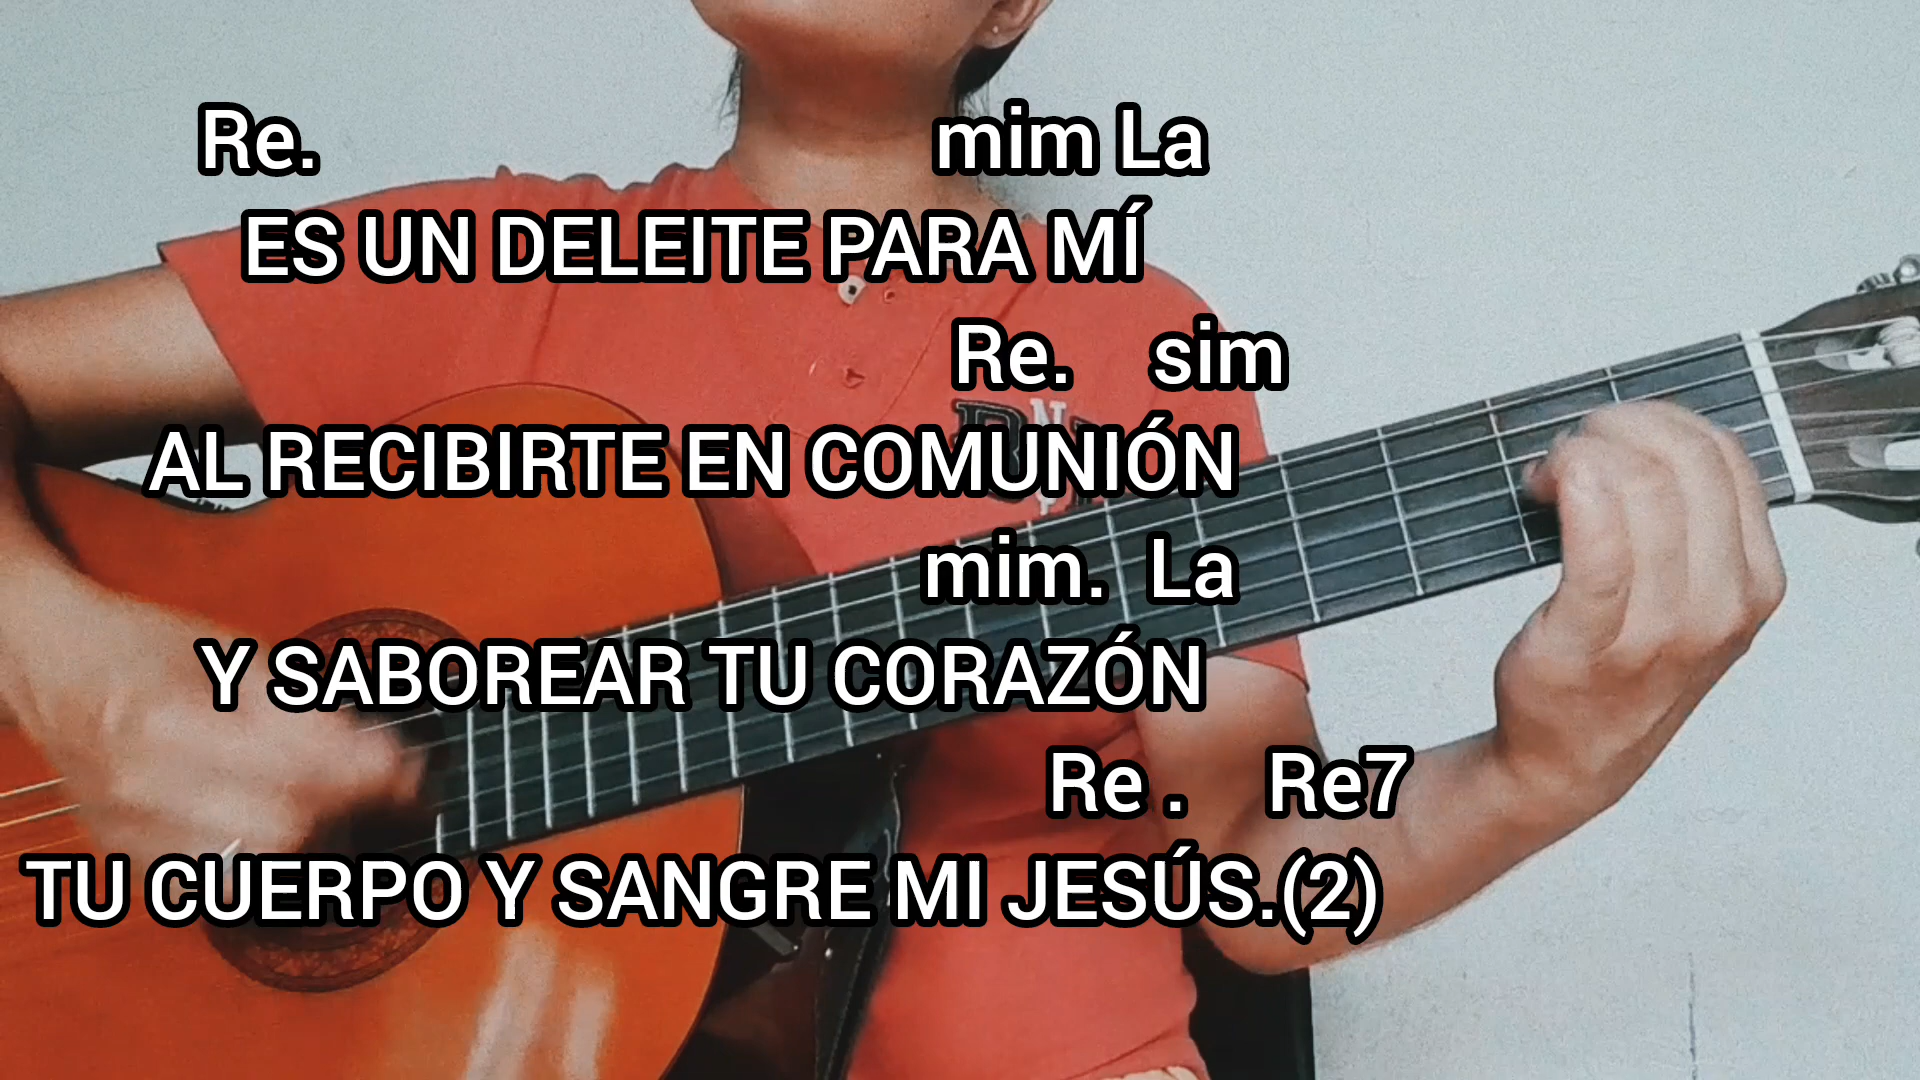 Re. mim La
ES UN DELEITE PARA MÍ
Re. sim
AL RECIBIRTE EN COMUNIÓN
mim. La
Y SABOREAR TU CORAZÓN
Re . Re7
TU CUERPO Y SANGRE MI JESÚS.(2)